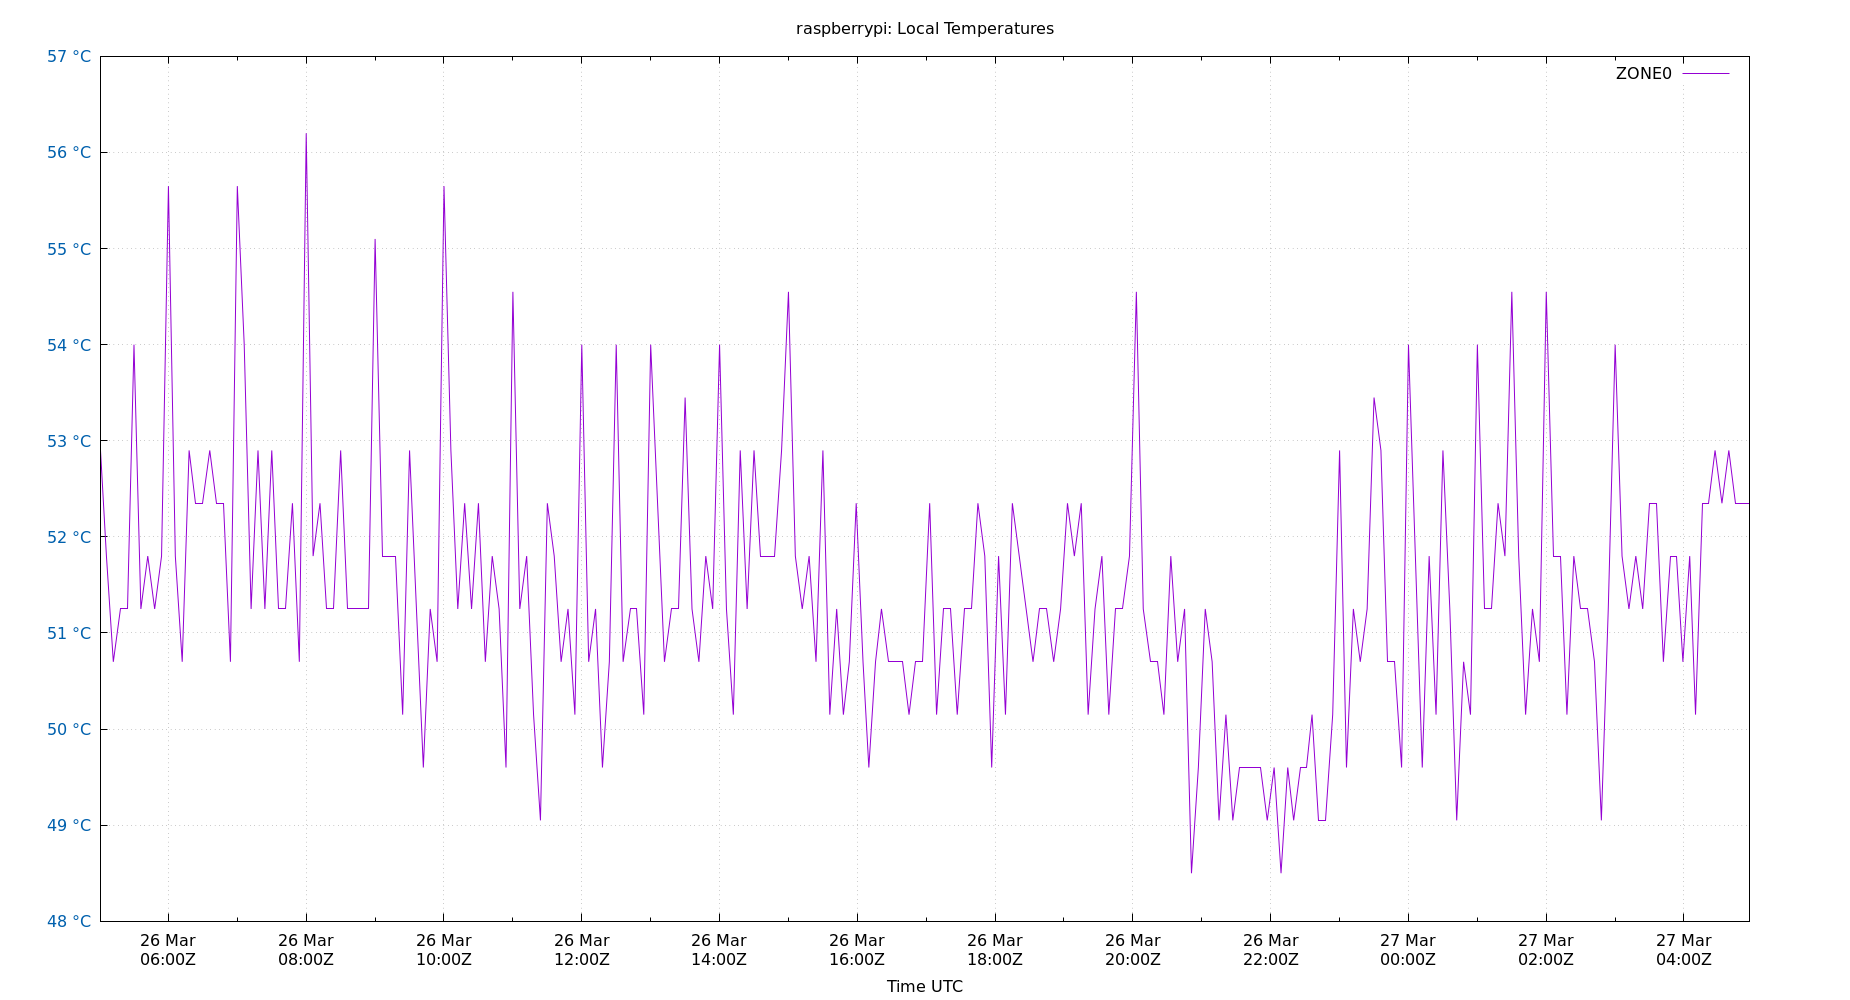 raspberrypi: Local Temperatures
57 °C
ZONE0
56 °C
55 °C
54 °C
53 °C
52 °C
51 °C
50 °C
49 °C
48 °C
26 Mar 26 Mar 26 Mar 26 Mar 26 Mar 26 Mar 26 Mar 26 Mar 26 Mar 27 Mar 27 Mar 27 Mar
06:00Z 08:00Z 10:00Z 12:00Z 14:00Z 16:00Z 18:00Z 20:00Z 22:00Z 00:00Z 02:00Z 04:00Z
Time UTC